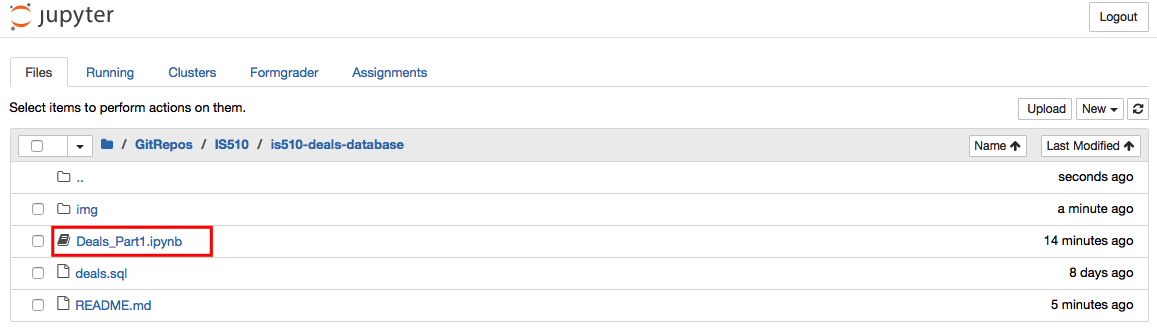 jupyter Logout
Files Running Clusters Formgrader Assignments
Select items to perform actions on them. Upload New
/ GitRepos / IS510 / is510-deals-database Name Last Modified
.. seconds ago
img a minute ago
Deals_Part1.ipynb 14 minutes ago
deals.sql 8 days ago
README.md 5 minutes ago